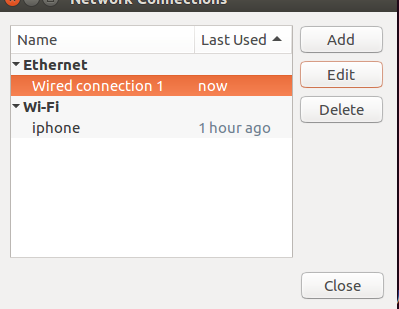 Network Connections
Name Last Used
Add
Ethernet
Edit
Wired connection 1 now
Wi-Fi
Delete
iphone 1 hour ago
Close